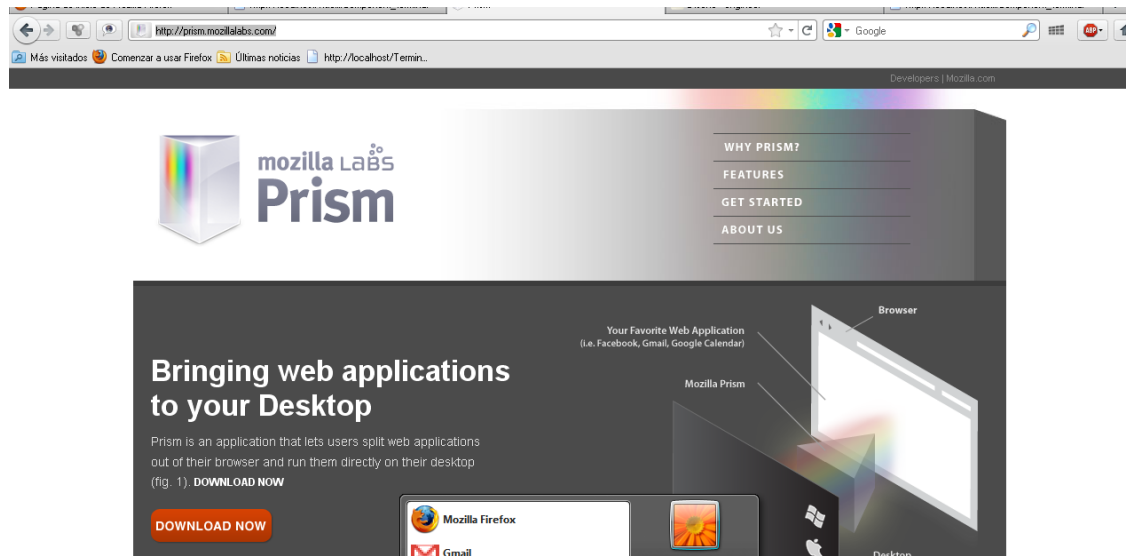 http://prism.mozillalabs.com/
Google
ABP
Más visitados
Comenzar a usar Firefox
Últimas noticias
http://localhost/Termin...
Developers | Mozilla.com
mozilla LABS
Prism
WHY PRISM?
FEATURES
GET STARTED
ABOUT US
Browser
Your Favorite Web Application
(i.e. Facebook, Gmail, Google Calendar)
Mozilla Prism
Bringing web applications
to your Desktop
Prism is an application that lets users split web applications
out of their browser and run them directly on their desktop
(fig. 1). DOWNLOAD NOW
DOWNLOAD NOW
Mozilla Firefox
Gmail
Desktop